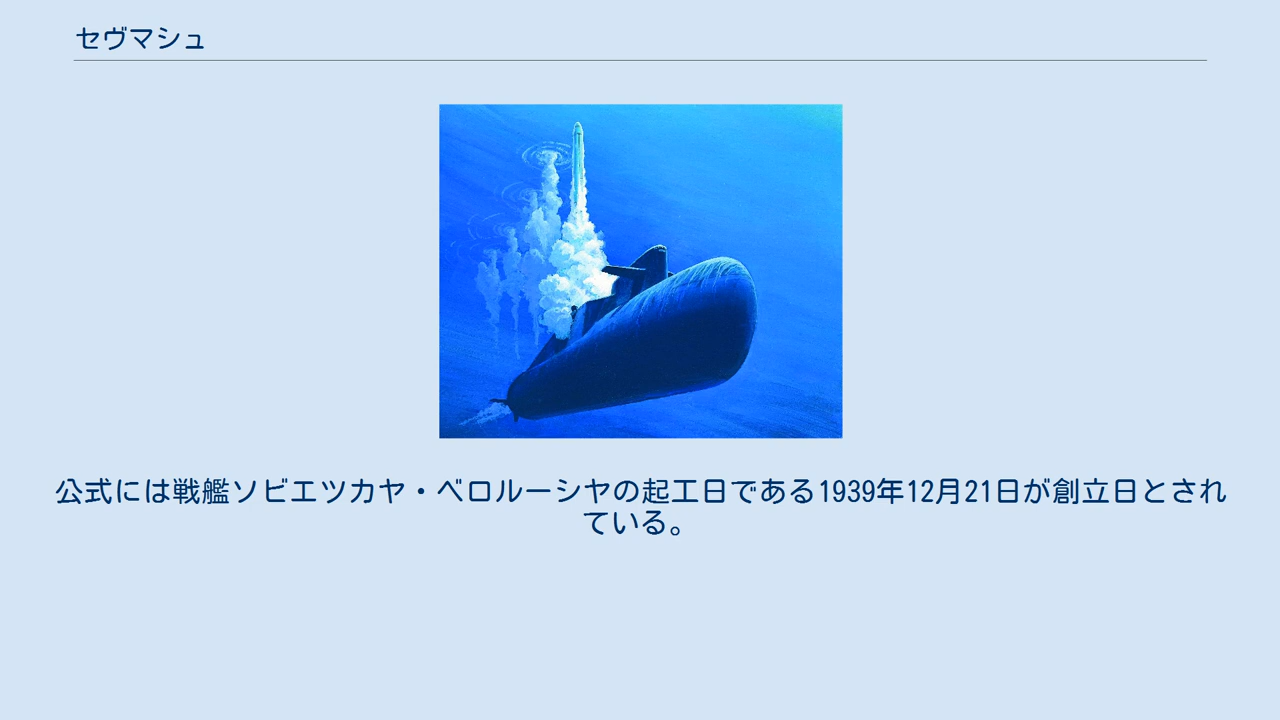 セヴマシュ
公式には戦艦ソビエツカヤ・ベロルーシヤの起工日である1939年12月21日が創立日とされ
ている。